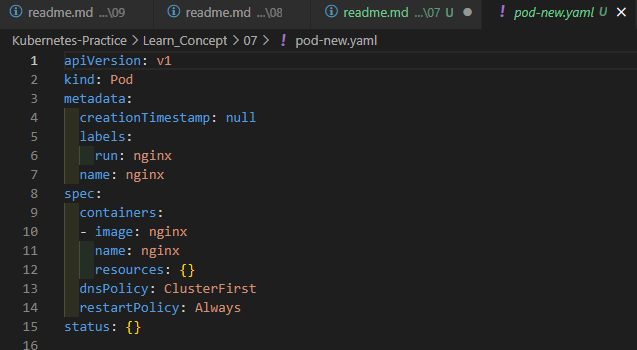 readme.md ...\09 readme.md ...\08 readme.md ...\07 U ! pod-new.yaml U
Kubernetes-Practice > Learn_Concept > 07 > ! pod-new.yaml
1 apiVersion: v1
2 kind: Pod
3 metadata:
4 creationTimestamp: null
5 labels:
6 run: nginx
7 name: nginx
8 spec:
9 containers:
10 - image: nginx
11 name: nginx
12 resources: {}
13 dnsPolicy: ClusterFirst
14 restartPolicy: Always
15 status: {}
16